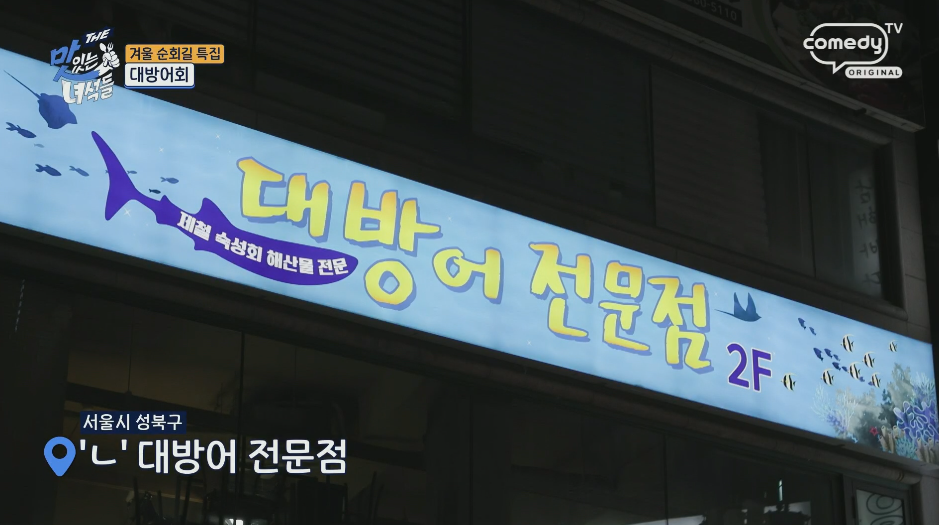 THE
맛있는
녀석들
겨울 순회길 특집
대방어회
comedy TV
ORIGINAL
대방어 전문점
제철 숙성회 해산물 전문
2F
서울시 성북구
'ㄴ' 대방어 전문점